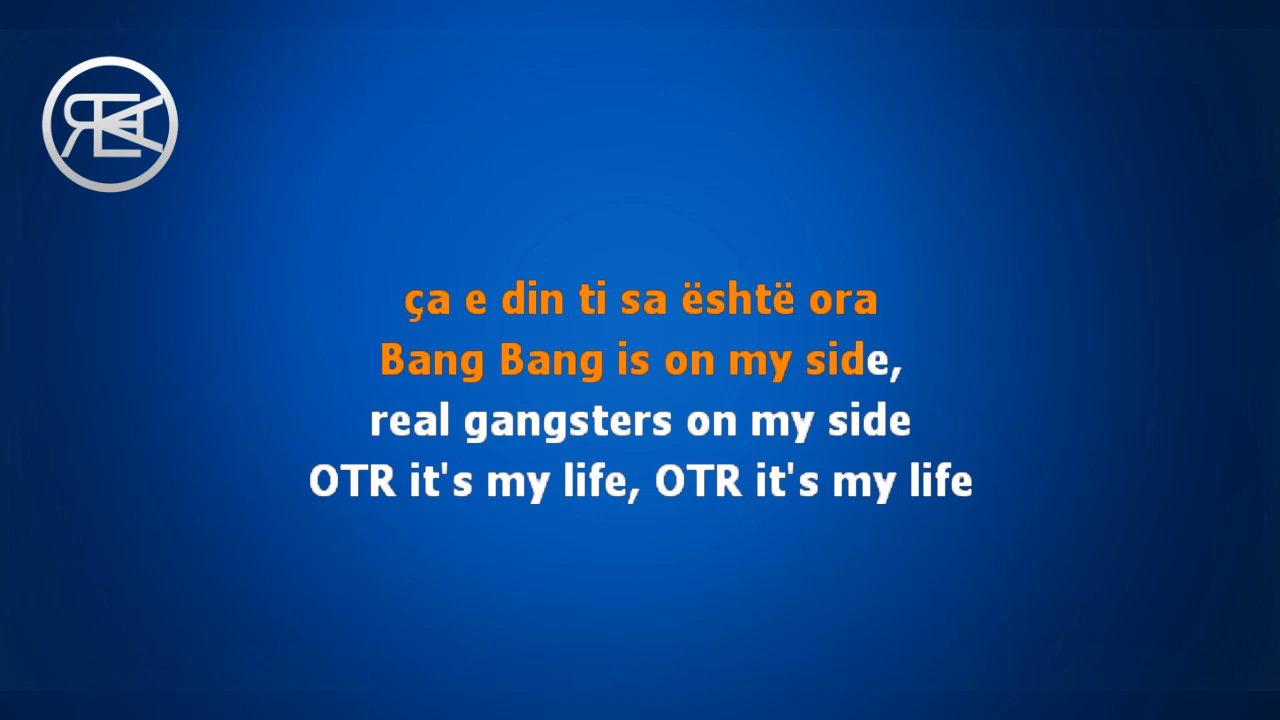 ça e din ti sa është ora
Bang Bang is on my side,
real gangsters on my side
OTR it's my life, OTR it's my life